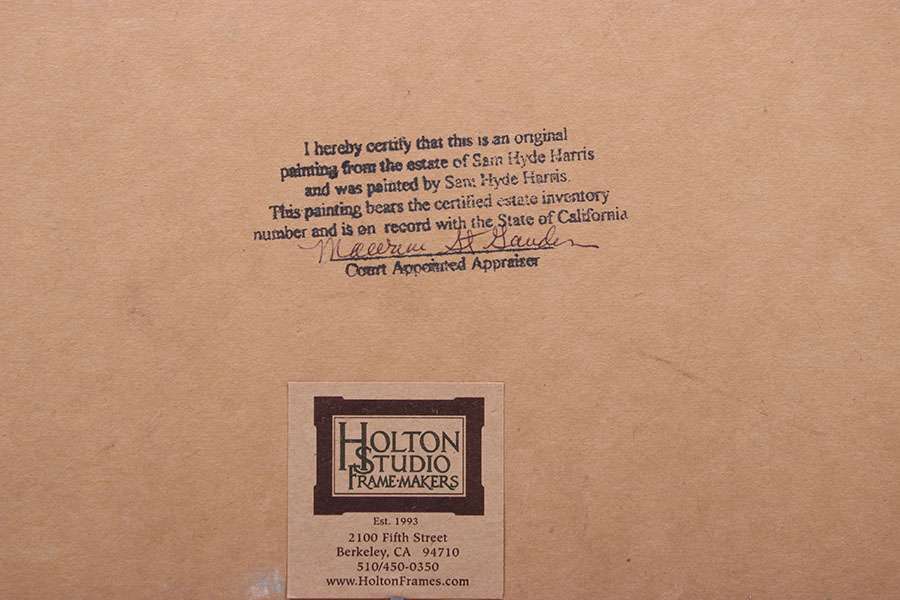 I hereby certify that this is an original
painting from the estate of Sam Hyde Harris
and was painted by Sam Hyde Harris.
This painting bears the certified estate inventory
number and is on record with the State of California
Maureen St Gaudens
Court Appointed Appraiser
HOLTON
STUDIO
FRAME·MAKERS
Est. 1993
2100 Fifth Street
Berkeley, CA 94710
510/450-0350
www.HoltonFrames.com